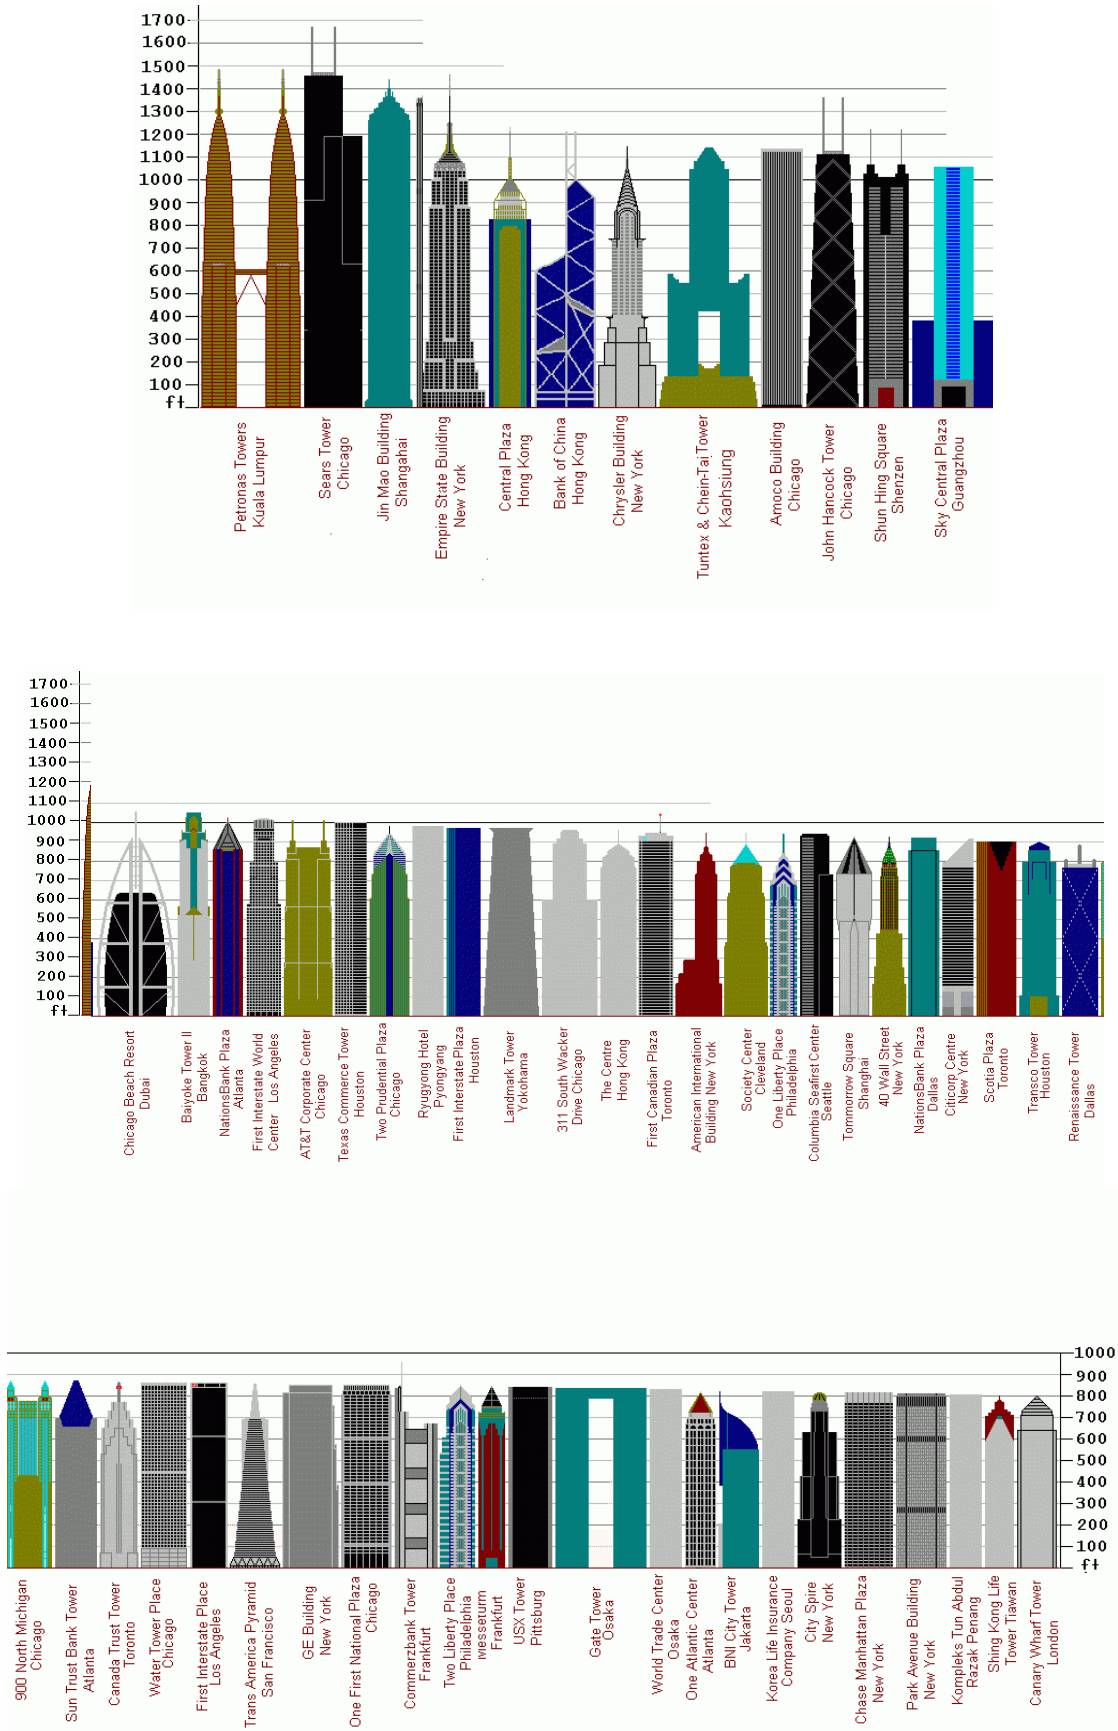 1700
1600
1500
1400
1300
1200
1100
1000
900
800
700
600
500
400
300
200
100
ft
Petronas Towers
Kuala Lumpur
Sears Tower
Chicago
Jin Mao Building
Shangahai
Empire State Building
New York
Central Plaza
Hong Kong
Bank of China
Hong Kong
Chrysler Building
New York
Tuntex & Chein-Tai Tower
Kaohsiung
Amoco Building
Chicago
John Hancock Tower
Chicago
Shun Hing Square
Shenzen
Sky Central Plaza
Guangzhou
1700
1600
1500
1400
1300
1200
1100
1000
900
800
700
600
500
400
300
200
100
ft
Chicago Beach Resort
Dubai
Baiyoke Tower II
Bangkok
NationsBank Plaza
Atlanta
First Interstate World
Center Los Angeles
AT&T Corporate Center
Chicago
Texas Commerce Tower
Houston
Two Prudential Plaza
Chicago
Ryugyong Hotel
Pyongyang
First Interstate Plaza
Houston
Landmark Tower
Yokohama
311 South Wacker
Drive Chicago
The Centre
Hong Kong
First Canadian Plaza
Toronto
American International
Building New York
Society Center
Cleveland
One Liberty Place
Philadelphia
Columbia Seafirst Center
Seattle
Tommorrow Square
Shanghai
40 Wall Street
New York
NationsBank Plaza
Dallas
Citicorp Centre
New York
Scotia Plaza
Toronto
Transco Tower
Houston
Renaissance Tower
Dallas
1000
900
800
700
600
500
400
300
200
100
ft
900 North Michigan
Chicago
Sun Trust Bank Tower
Atlanta
Canada Trust Tower
Toronto
Water Tower Place
Chicago
First Interstate Place
Los Angeles
Trans America Pyramid
San Francisco
GE Building
New York
One First National Plaza
Chicago
Commerzbank Tower
Frankfurt
Two Liberty Place
Philadelphia
Messeturm
Frankfurt
USX Tower
Pittsburg
Gate Tower
Osaka
World Trade Center
Osaka
One Atlantic Center
Atlanta
BNI City Tower
Jakarta
Korea Life Insurance
Company Seoul
City Spire
New York
Chase Manhattan Plaza
New York
Park Avenue Building
New York
Kompleks Tun Abdul
Razak Penang
Shing Kong Life
Tower Tiawan
Canary Wharf Tower
London